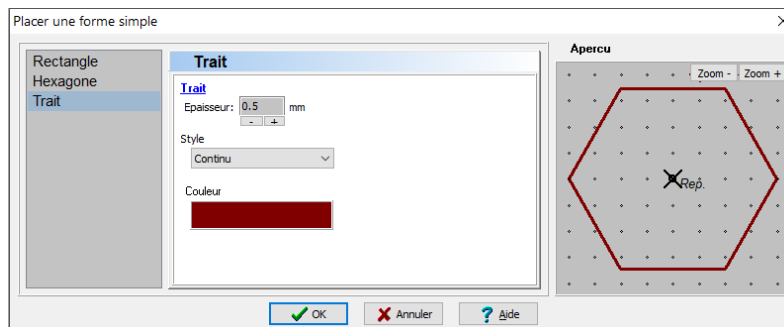 Placer une forme simple
Rectangle
Hexagone
Trait
Trait
Trait
Epaisseur: 0.5 mm
- +
Style
Continu
Couleur
Apercu
Zoom - Zoom +
Rep.
OK Annuler ? Aide